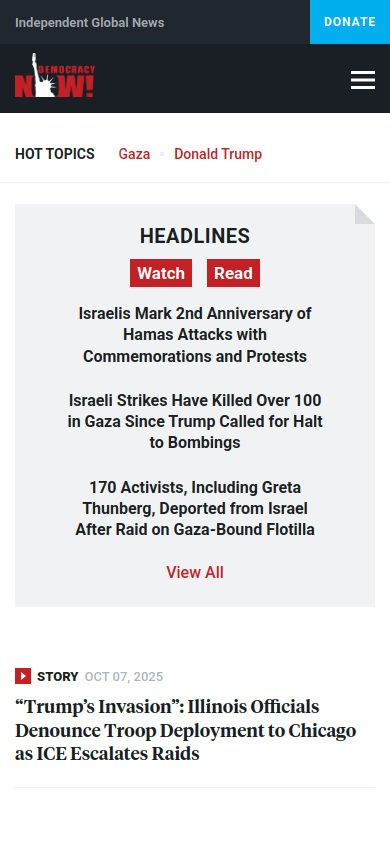 Independent Global News
DONATE
DEMOCRACY
NOW!
HOT TOPICS
Gaza
Donald Trump
HEADLINES
Watch
Read
Israelis Mark 2nd Anniversary of
Hamas Attacks with
Commemorations and Protests
Israeli Strikes Have Killed Over 100
in Gaza Since Trump Called for Halt
to Bombings
170 Activists, Including Greta
Thunberg, Deported from Israel
After Raid on Gaza-Bound Flotilla
View All
STORY OCT 07, 2025
“Trump’s Invasion”: Illinois Officials
Denounce Troop Deployment to Chicago
as ICE Escalates Raids